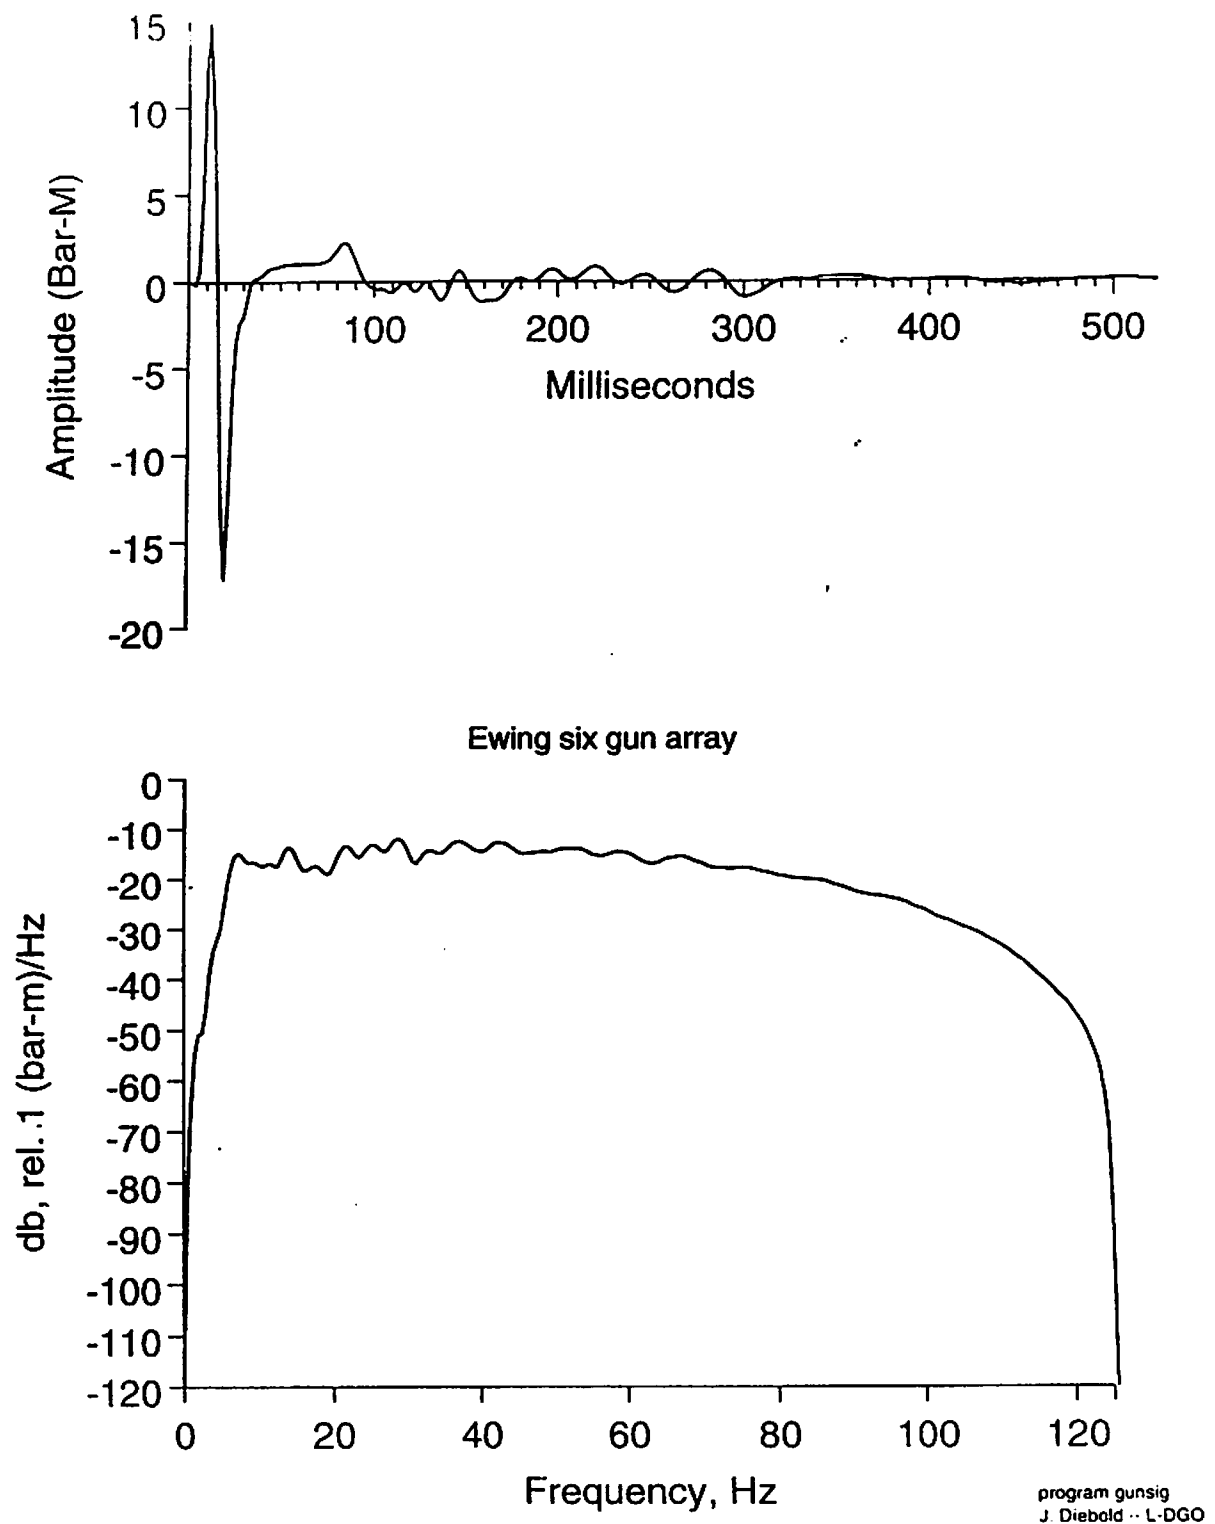 15
10
5
0
-5
-10
-15
-20
Amplitude (Bar-M)
100 200 300 400 500
Milliseconds
Ewing six gun array
0
-10
-20
-30
-40
-50
-60
-70
-80
-90
-100
-110
-120
db, rel. .1 (bar-m)/Hz
0 20 40 60 80 100 120
Frequency, Hz
program gunsig
J. Diebold -- L-DGO